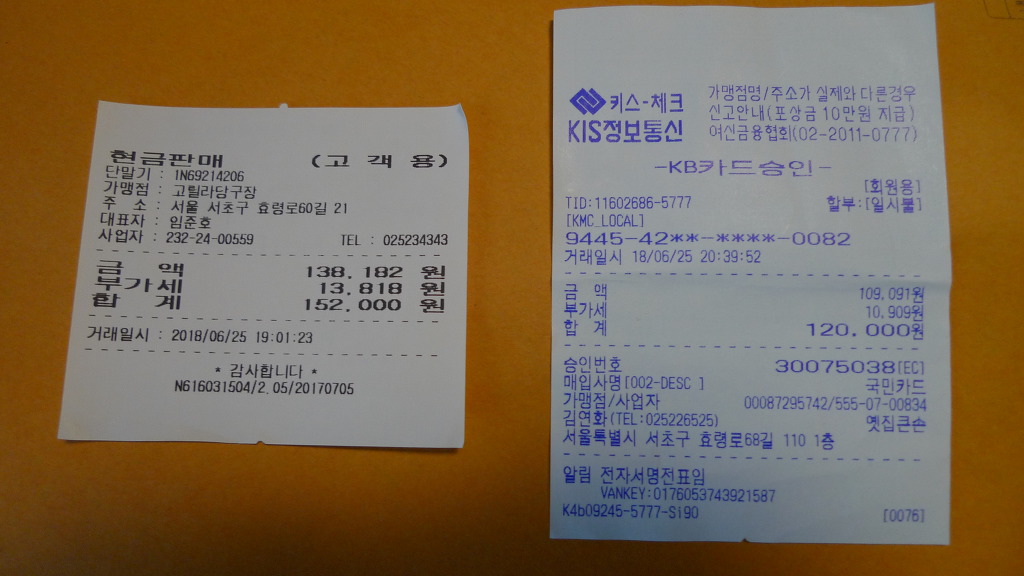 현금판매 (고 객 용)
단말기 : 1N69214206
가맹점 : 고릴라당구장
주 소 : 서울 서초구 효령로60길 21
대표자 : 임준호
사업자 : 232-24-00559 TEL : 025234343
금 액 138,182 원
부가세 13,818 원
합 계 152,000 원
거래일시 : 2018/06/25 19:01:23
* 감사합니다 *
N616031504/2.05/20170705
키스-체크
KIS정보통신
가맹점명/주소가 실제와 다른경우
신고안내(포상금 10만원 지급)
여신금융협회(02-2011-0777)
-KB카드승인-
[회원용]
TID:11602686-5777 할부:[일시불]
[KMC_LOCAL]
9445-42**-****-0082
거래일시 18/06/25 20:39:52
금 액 109,091원
부가세 10,909원
합 계 120,000원
승인번호 30075038[EC]
매입사명[002-DESC ] 국민카드
가맹점/사업자 00087295742/555-07-00834
김연화(TEL:025226525) 옛집큰손
서울특별시 서초구 효령로68길 110 1층
알림 전자서명전표임
VANKEY:0176053743921587
K4b09245-5777-Si90 [0076]